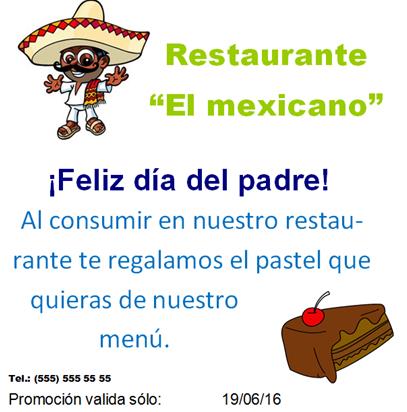 Restaurante
“El mexicano”
¡Feliz día del padre!
Al consumir en nuestro restau-
rante te regalamos el pastel que
quieras de nuestro
menú.
Tel.: (555) 555 55 55
Promoción valida sólo: 19/06/16